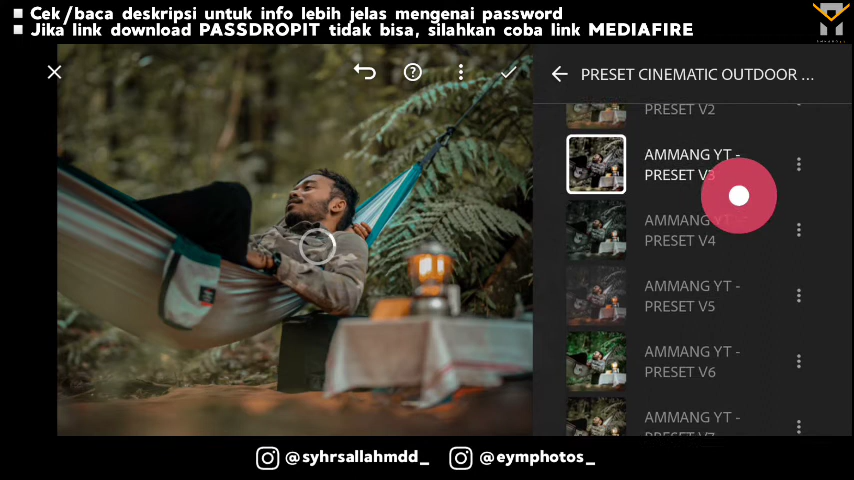 ▪ Cek/baca deskripsi untuk info lebih jelas mengenai password
▪ Jika link download PASSDROPIT tidak bisa, silahkan coba link MEDIAFIRE
PRESET CINEMATIC OUTDOOR ...
PRESET V2
AMMANG YT -
PRESET V3
AMMANG YT -
PRESET V4
AMMANG YT -
PRESET V5
AMMANG YT -
PRESET V6
AMMANG YT -
PRESET V7
@syhrsallahmdd_ @eymphotos_